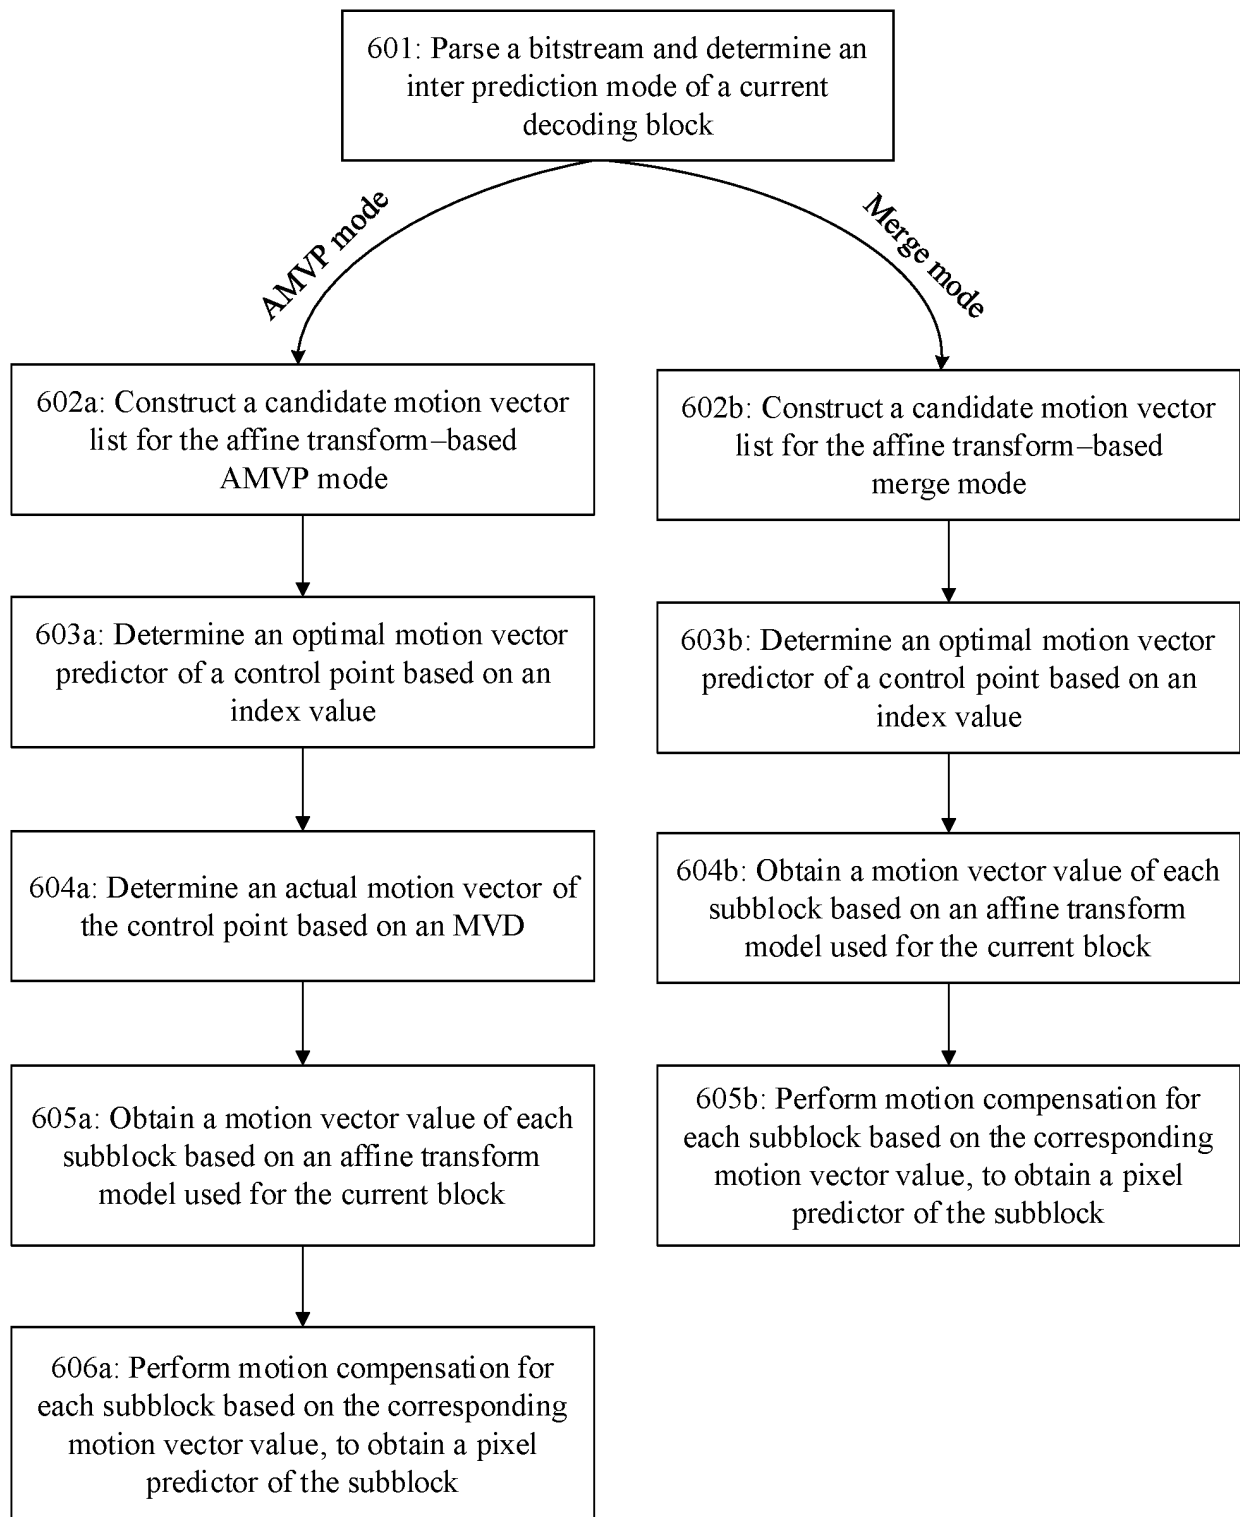 601: Parse a bitstream and determine an
inter prediction mode of a current
decoding block
AMVP mode
Merge mode
602a: Construct a candidate motion vector
list for the affine transform–based
AMVP mode
603a: Determine an optimal motion vector
predictor of a control point based on an
index value
604a: Determine an actual motion vector of
the control point based on an MVD
605a: Obtain a motion vector value of each
subblock based on an affine transform
model used for the current block
606a: Perform motion compensation for
each subblock based on the corresponding
motion vector value, to obtain a pixel
predictor of the subblock
602b: Construct a candidate motion vector
list for the affine transform–based
merge mode
603b: Determine an optimal motion vector
predictor of a control point based on an
index value
604b: Obtain a motion vector value of each
subblock based on an affine transform
model used for the current block
605b: Perform motion compensation for
each subblock based on the corresponding
motion vector value, to obtain a pixel
predictor of the subblock